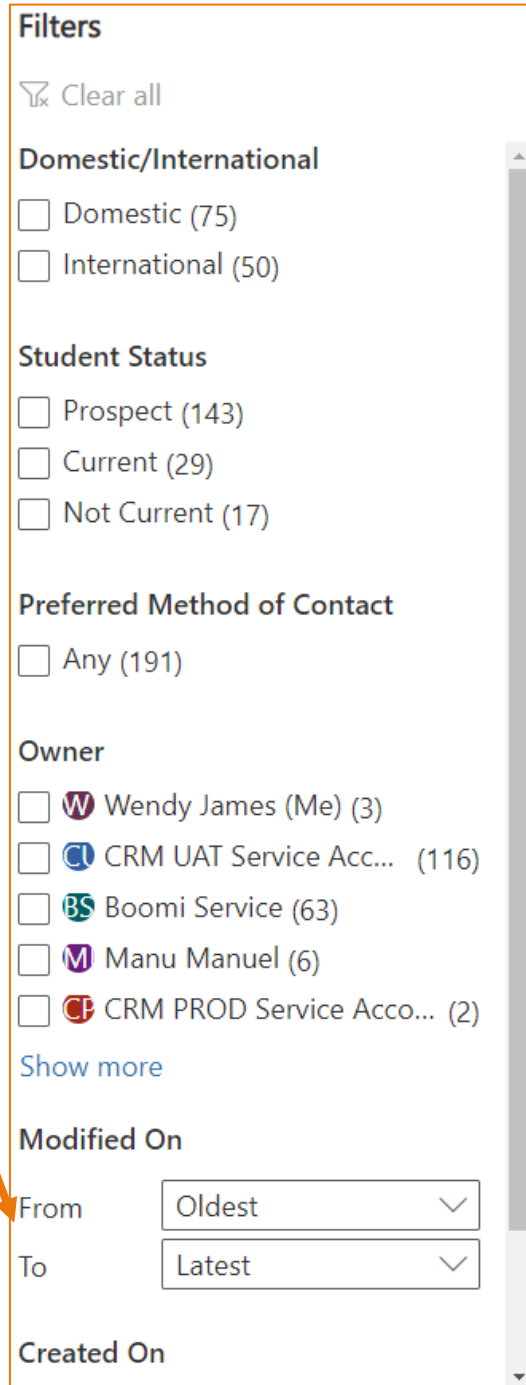 Filters
Clear all
Domestic/International
Domestic (75)
International (50)
Student Status
Prospect (143)
Current (29)
Not Current (17)
Preferred Method of Contact
Any (191)
Owner
W Wendy James (Me) (3)
CU CRM UAT Service Acc... (116)
BS Boomi Service (63)
M Manu Manuel (6)
CP CRM PROD Service Acco... (2)
Show more
Modified On
From Oldest
To Latest
Created On